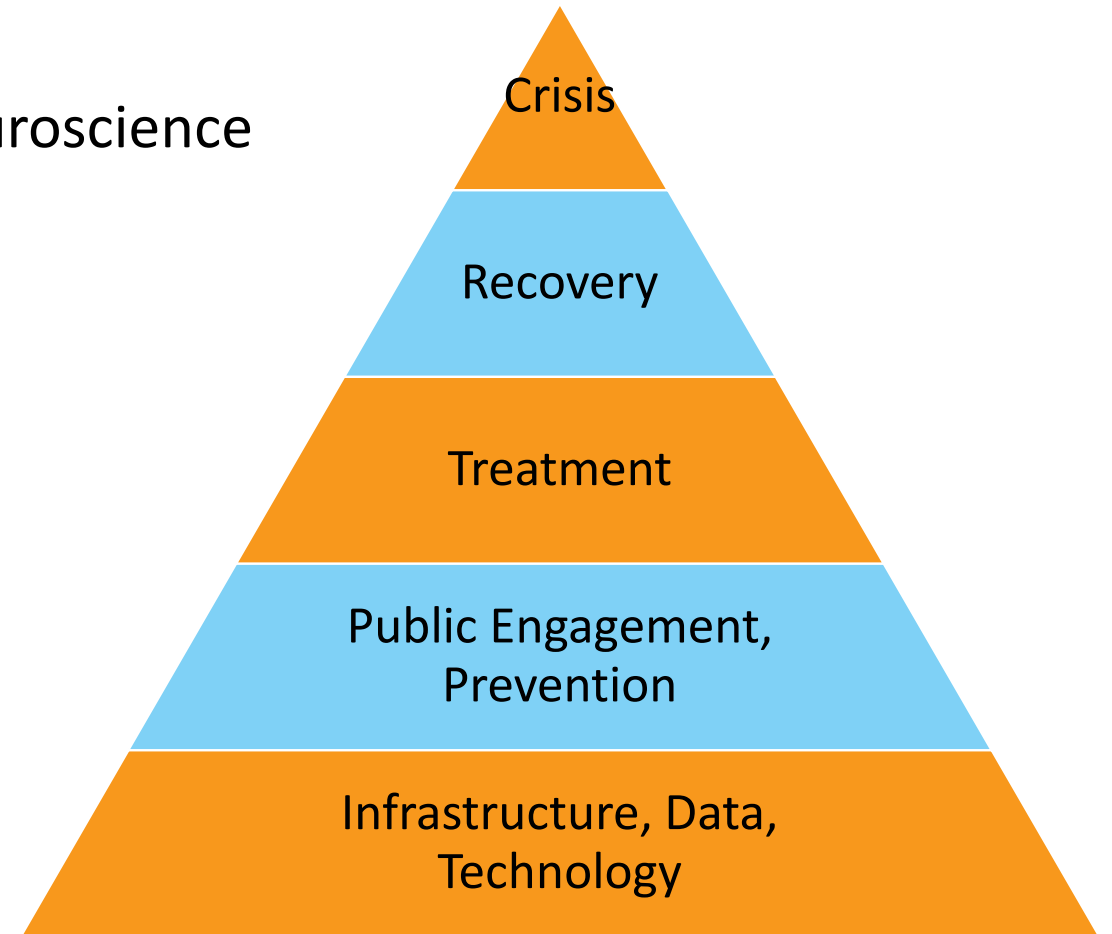 Crisis
uroscience
Recovery
Treatment
Public Engagement,
Prevention
Infrastructure, Data,
Technology